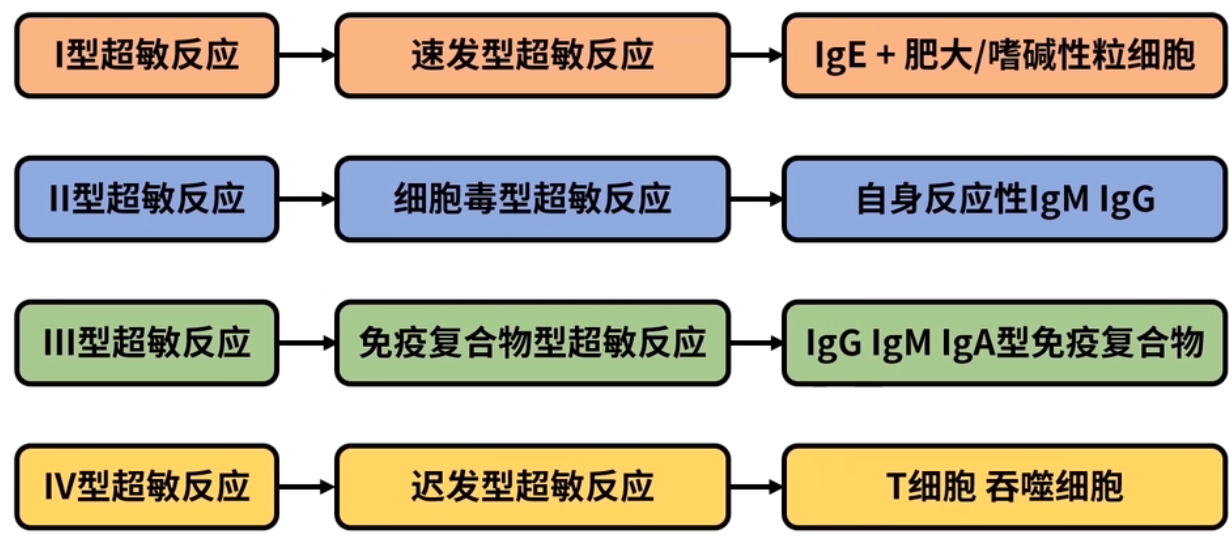 I型超敏反应
速发型超敏反应
IgE + 肥大/嗜碱性粒细胞
II型超敏反应
细胞毒型超敏反应
自身反应性IgM IgG
III型超敏反应
免疫复合物型超敏反应
IgG IgM IgA型免疫复合物
IV型超敏反应
迟发型超敏反应
T细胞 吞噬细胞